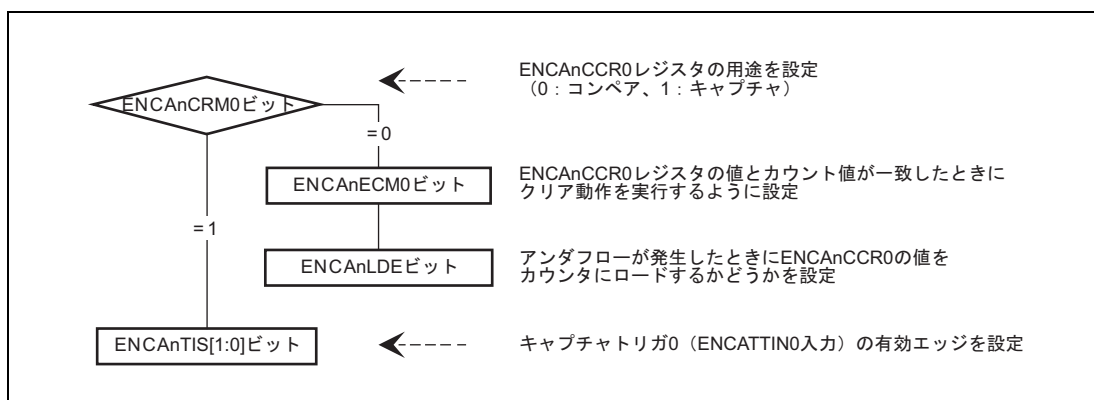 ENCAnCCR0レジスタの用途を設定
（0：コンペア、1：キャプチャ）
ENCAnCRM0ビット
= 0
ENCAnECM0ビット
ENCAnCCR0レジスタの値とカウント値が一致したときに
クリア動作を実行するように設定
= 1
ENCAnLDEビット
アンダフローが発生したときにENCAnCCR0の値を
カウンタにロードするかどうかを設定
ENCAnTIS[1:0]ビット
キャプチャトリガ0（ENCATTIN0入力）の有効エッジを設定